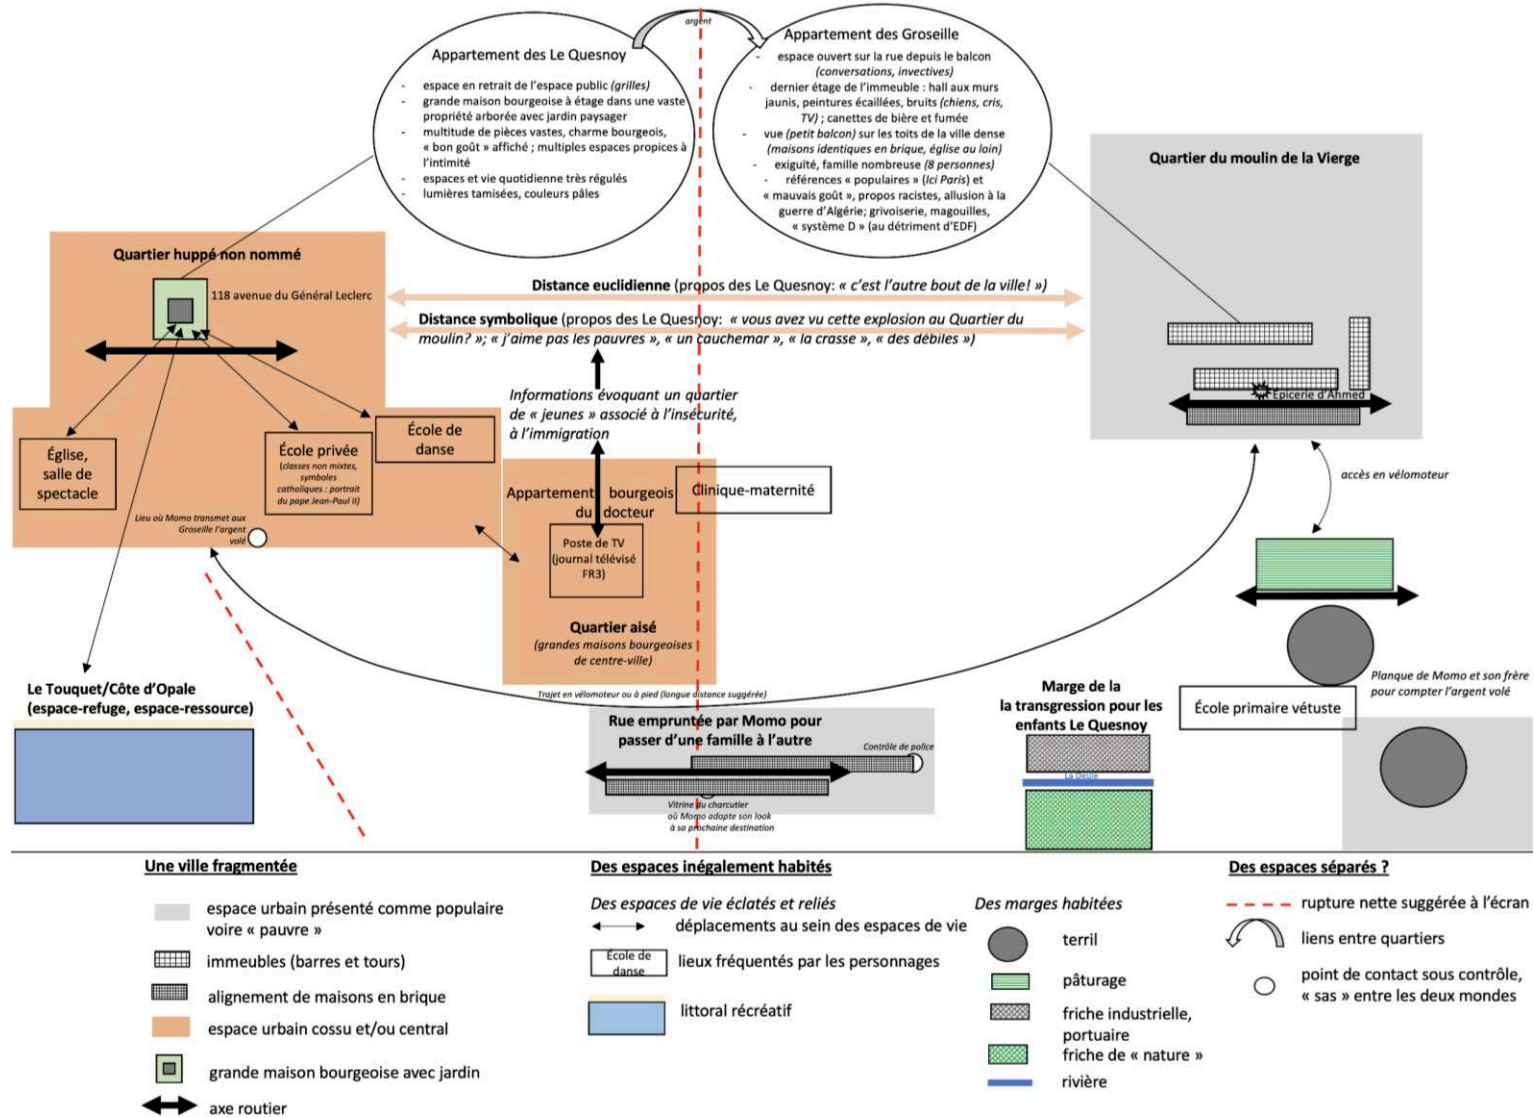 argent
Appartement des Le Quesnoy
- espace en retrait de l'espace public (grilles)
- grande maison bourgeoise à étage dans une vaste
propriété arborée avec jardin paysager
- multitude de pièces vastes, charme bourgeois,
« bon goût » affiché ; multiples espaces propices à
l'intimité
- espaces et vie quotidienne très régulés
- lumières tamisées, couleurs pâles
Appartement des Groseille
- espace ouvert sur la rue depuis le balcon
(conversations, invectives)
- dernier étage de l'immeuble : hall aux murs
jaunis, peintures écaillées, bruits (chiens, cris,
TV) ; canettes de bière et fumée
- vue (petit balcon) sur les toits de la ville dense
(maisons identiques en brique, église au loin)
- exiguïté, famille nombreuse (8 personnes)
- références « populaires » (Ici Paris) et
« mauvais goût », propos racistes, allusion à la
guerre d'Algérie; grivoiserie, magouilles,
« système D » (au détriment d'EDF)
Quartier du moulin de la Vierge
Quartier huppé non nommé
118 avenue du Général Leclerc
Distance euclidienne (propos des Le Quesnoy: « c'est l'autre bout de la ville! »)
Distance symbolique (propos des Le Quesnoy: « vous avez vu cette explosion au Quartier du
moulin? »; « j'aime pas les pauvres », « un cauchemar », « la crasse », « des débiles »)
Informations évoquant un quartier
de « jeunes » associé à l'insécurité,
à l'immigration
Epicerie d'Ahmed
Église,
salle de
spectacle
École privée
(classes non mixtes,
symboles
catholiques : portrait
du pape Jean-Paul II)
École de
danse
Lieu où Momo transmet aux
Groseille l'argent
volé
Appartement bourgeois
du docteur
Clinique-maternité
Poste de TV
(journal télévisé
FR3)
Quartier aisé
(grandes maisons bourgeoises
de centre-ville)
accès en vélomoteur
Planque de Momo et son frère
pour compter l'argent volé
École primaire vétuste
Le Touquet/Côte d'Opale
(espace-refuge, espace-ressource)
Trajet en vélomoteur ou à pied (longue distance suggérée)
Rue empruntée par Momo pour
passer d'une famille à l'autre
Contrôle de police
Vitrine du charcutier
où Momo adapte son look
à sa prochaine destination
Marge de la
la transgression pour les
enfants Le Quesnoy
La Deûle
Une ville fragmentée
espace urbain présenté comme populaire
voire « pauvre »
immeubles (barres et tours)
alignement de maisons en brique
espace urbain cossu et/ou central
grande maison bourgeoise avec jardin
axe routier
Des espaces inégalement habités
Des espaces de vie éclatés et reliés
déplacements au sein des espaces de vie
École de
danse
lieux fréquentés par les personnages
littoral récréatif
Des marges habitées
terril
pâturage
friche industrielle,
portuaire
friche de « nature »
rivière
Des espaces séparés ?
rupture nette suggérée à l'écran
liens entre quartiers
point de contact sous contrôle,
« sas » entre les deux mondes